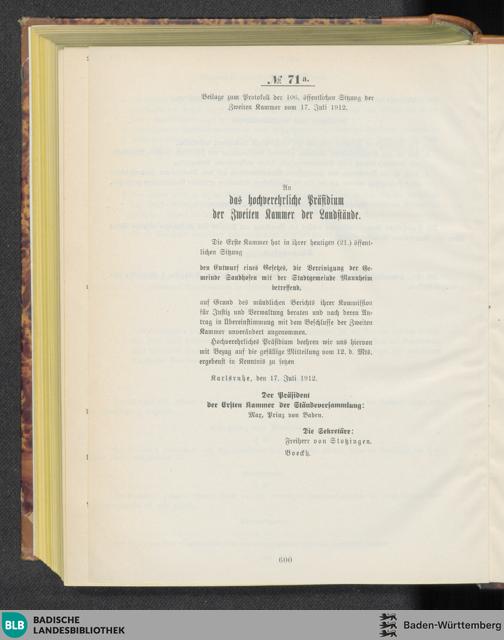 № 71a.
Beilage zum Protokoll der 106. öffentlichen Sitzung der
Zweiten Kammer vom 17. Juli 1912.
An
das hochverehrliche Präsidium
der Zweiten Kammer der Landstände.
Die Erste Kammer hat in ihrer heutigen (21.) öffent-
lichen Sitzung
den Entwurf eines Gesetzes, die Vereinigung der Ge-
meinde Sandhofen mit der Stadtgemeinde Mannheim
betreffend,
auf Grund des mündlichen Berichts ihrer Kommission
für Justiz und Verwaltung beraten und nach deren An-
trag in Übereinstimmung mit dem Beschlusse der Zweiten
Kammer unverändert angenommen.
Hochverehrliches Präsidium beehren wir uns hiervon
mit Bezug auf die gefällige Mitteilung vom 12. d. Mts.
ergebenst in Kenntnis zu setzen
Karlsruhe, den 17. Juli 1912.
Der Präsident
der Ersten Kammer der Ständeversammlung:
Max, Prinz von Baden.
Die Sekretäre:
Freiherr von Stotzingen.
Boeckh.
600
BLB BADISCHE
LANDESBIBLIOTHEK
Baden-Württemberg